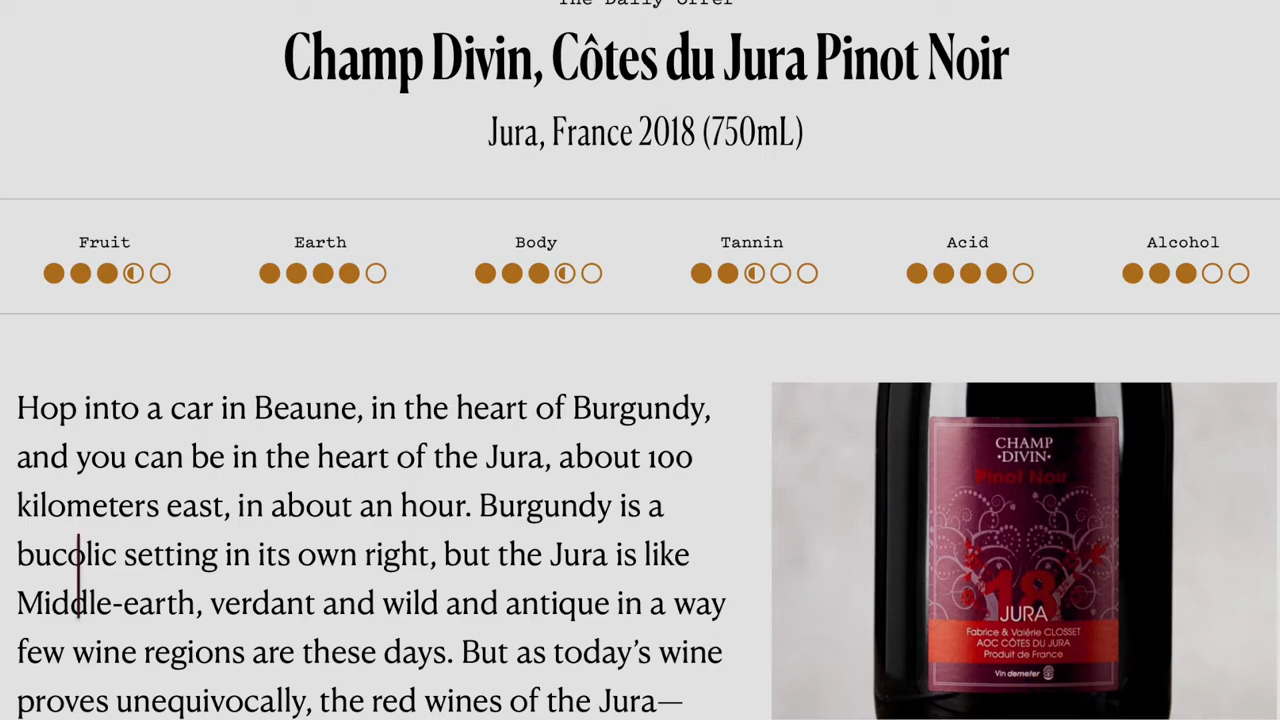 The Daily Offer
Champ Divin, Côtes du Jura Pinot Noir
Jura, France 2018 (750mL)
Fruit
Earth
Body
Tannin
Acid
Alcohol
Hop into a car in Beaune, in the heart of Burgundy,
and you can be in the heart of the Jura, about 100
kilometers east, in about an hour. Burgundy is a
bucolic setting in its own right, but the Jura is like
Middle-earth, verdant and wild and antique in a way
few wine regions are these days. But as today’s wine
proves unequivocally, the red wines of the Jura—
CHAMP
•DIVIN•
Pinot Noir
18
JURA
Fabrice & Valérie CLOSSET
AOC CÔTES DU JURA
Produit de France
Vin demeter